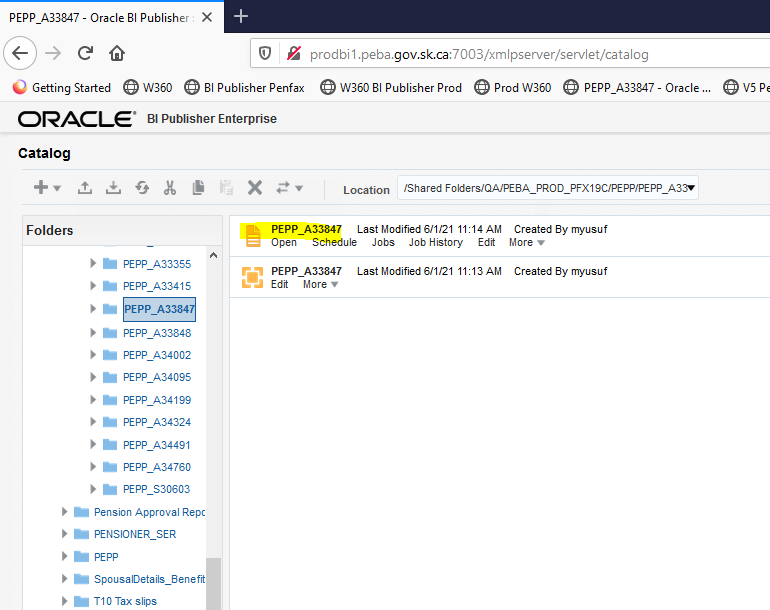 PEPP_A33847 - Oracle BI Publisher
prodbi1.peba.gov.sk.ca:7003/xmlpserver/servlet/catalog
Getting Started W360 BI Publisher Penfax W360 BI Publisher Prod Prod W360 PEPP_A33847 - Oracle ... V5 Pe
ORACLE® BI Publisher Enterprise
Catalog
Location /Shared Folders/QA/PEBA_PROD_PFX19C/PEPP/PEPP_A33
Folders
PEPP_A33355
PEPP_A33415
PEPP_A33847
PEPP_A33848
PEPP_A34002
PEPP_A34095
PEPP_A34199
PEPP_A34324
PEPP_A34491
PEPP_A34760
PEPP_S30603
Pension Approval Repo
PENSIONER_SER
PEPP
SpousalDetails_Benefit
T10 Tax slips
PEPP_A33847 Last Modified 6/1/21 11:14 AM Created By myusuf
Open Schedule Jobs Job History Edit More
PEPP_A33847 Last Modified 6/1/21 11:13 AM Created By myusuf
Edit More